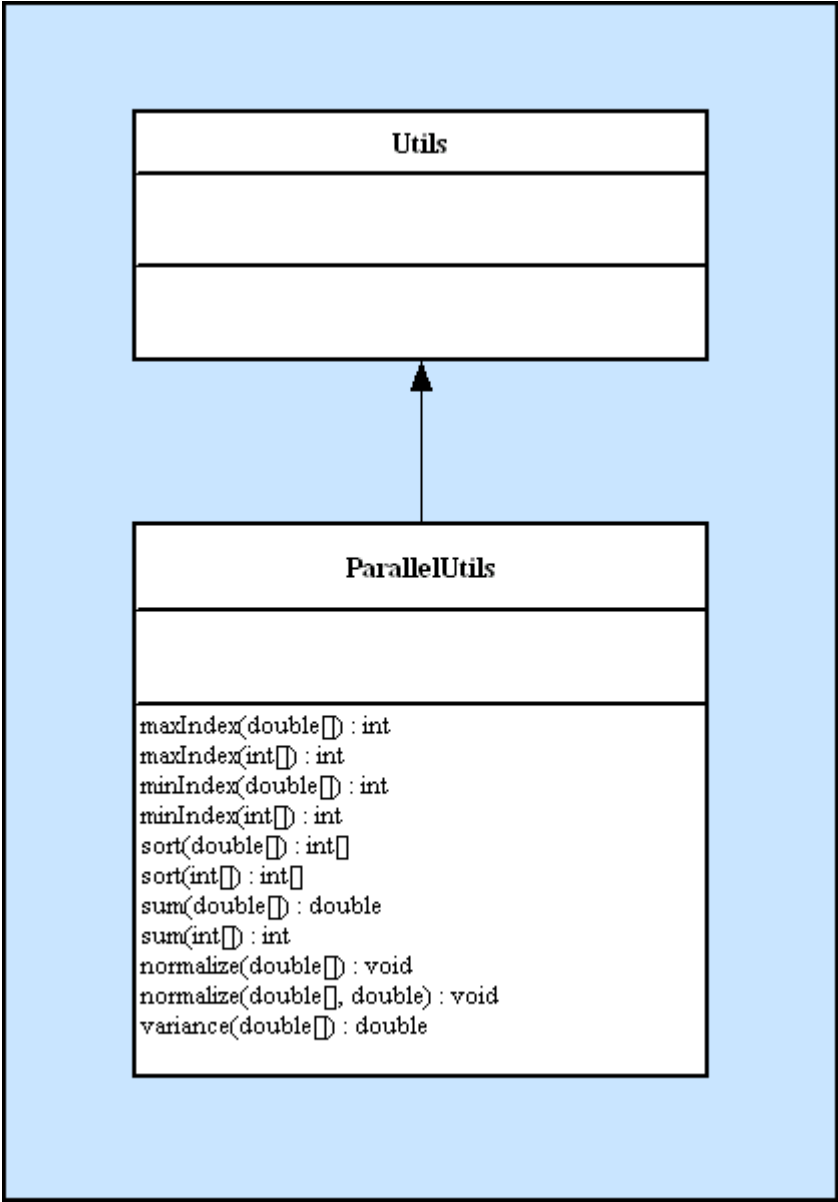 Utils
ParallelUtils
maxIndex(double[]) : int
maxIndex(int[]) : int
minIndex(double[]) : int
minIndex(int[]) : int
sort(double[]) : int[]
sort(int[]) : int[]
sum(double[]) : double
sum(int[]) : int
normalize(double[]) : void
normalize(double[], double) : void
variance(double[]) : double